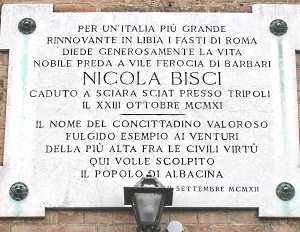 PER UN'ITALIA PIÙ GRANDE
RINNOVANTE IN LIBIA I FASTI DI ROMA
DIEDE GENEROSAMENTE LA VITA
NOBILE PREDA A VILE FEROCIA DI BARBARI
NICOLA BISCI
CADUTO A SCIARA SCIAT PRESSO TRIPOLI
IL XXIII OTTOBRE MCMXI
IL NOME DEL CONCITTADINO VALOROSO
FULGIDO ESEMPIO AI VENTURI
DELLA PIÙ ALTA FRA LE CIVILI VIRTÙ
QUI VOLLE SCOLPITO
IL POPOLO DI ALBACINA
SETTEMBRE MCMXII